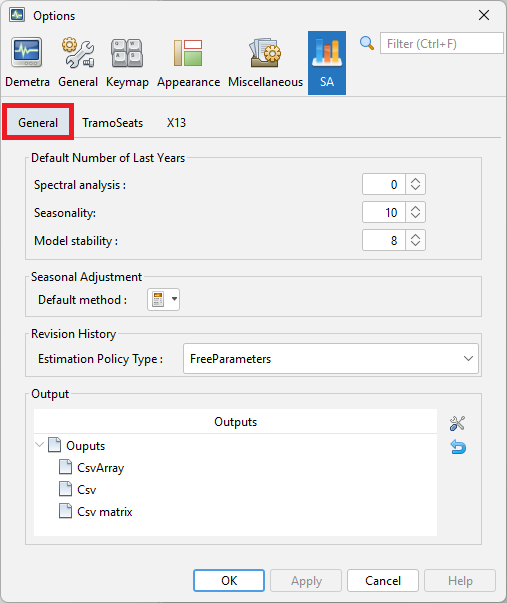 Options
Filter (Ctrl+F)
Demetra General Keymap Appearance Miscellaneous SA
General TramoSeats X13
Default Number of Last Years
Spectral analysis : 0
Seasonality: 10
Model stability : 8
Seasonal Adjustment
Default method :
Revision History
Estimation Policy Type : FreeParameters
Output
Outputs
Ouputs
CsvArray
Csv
Csv matrix
OK Apply Cancel Help